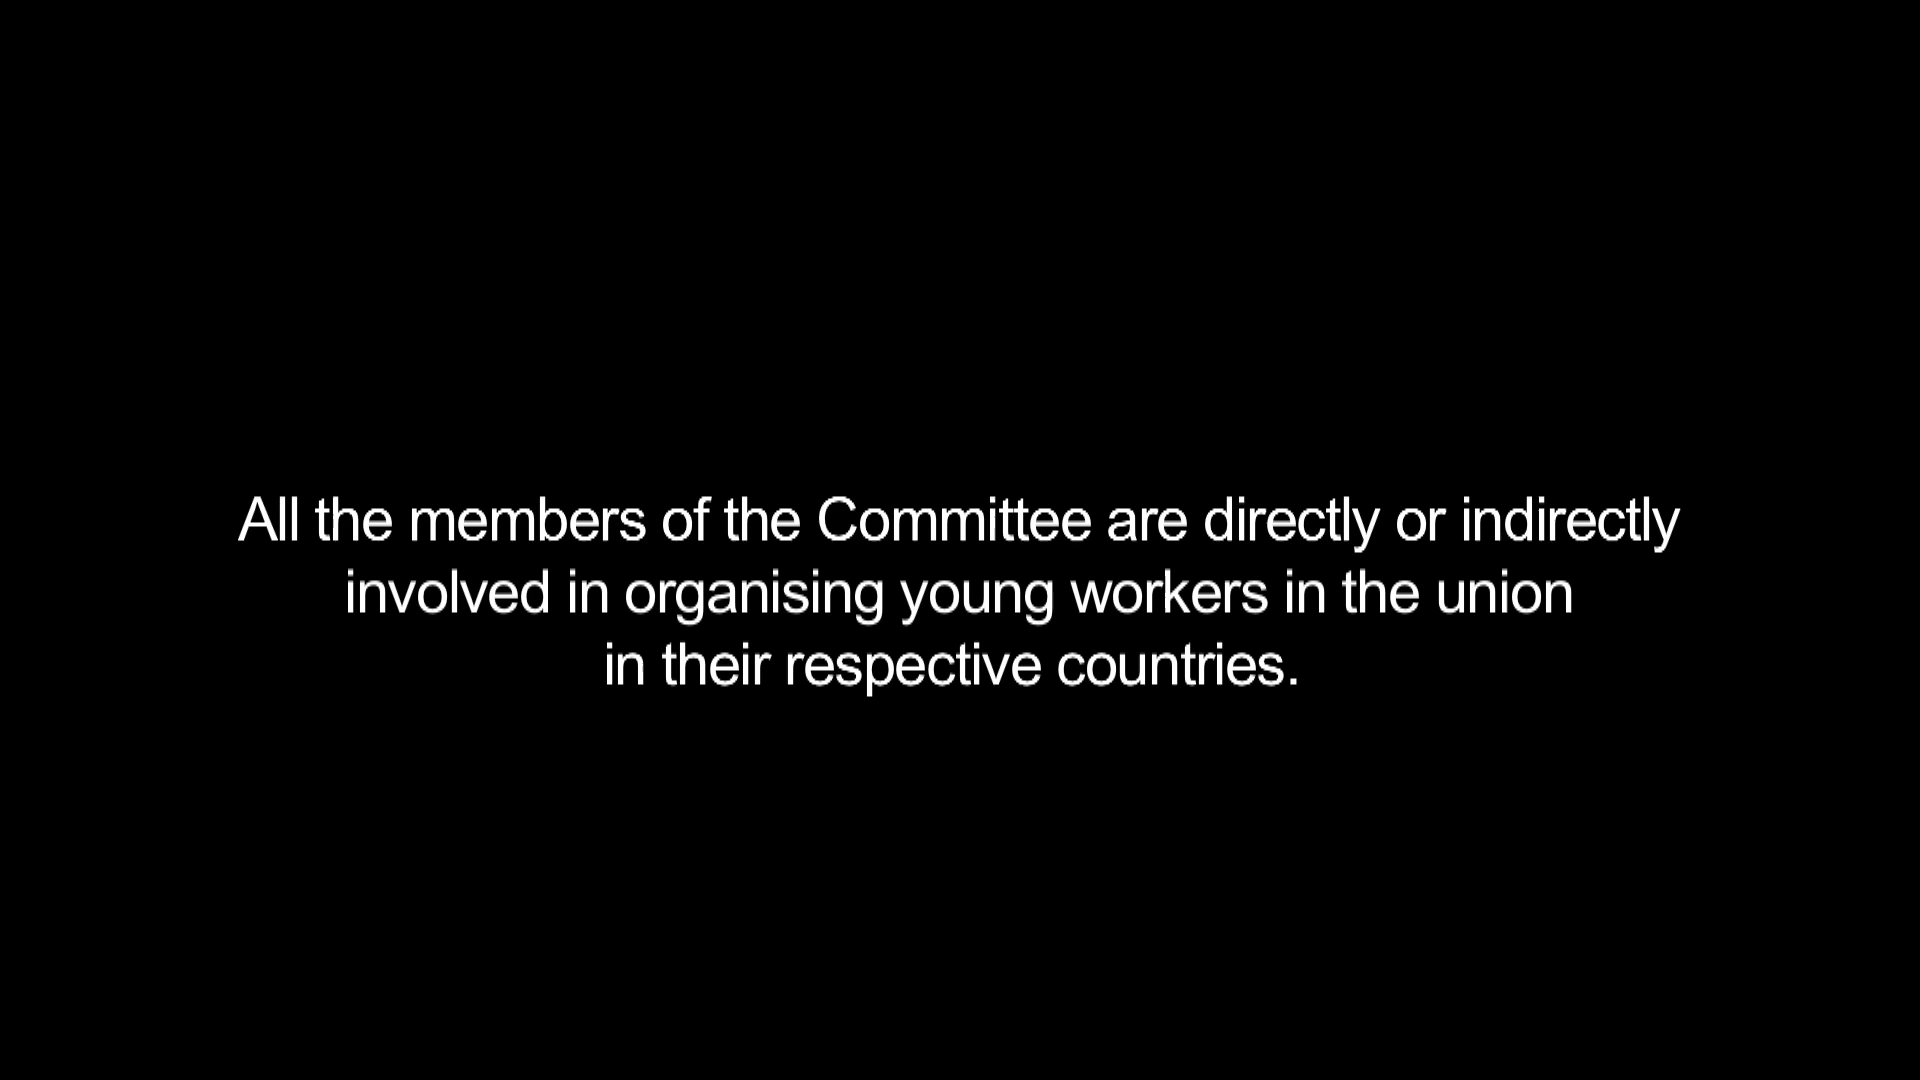 All the members of the Committee are directly or indirectly
involved in organising young workers in the union
in their respective countries.